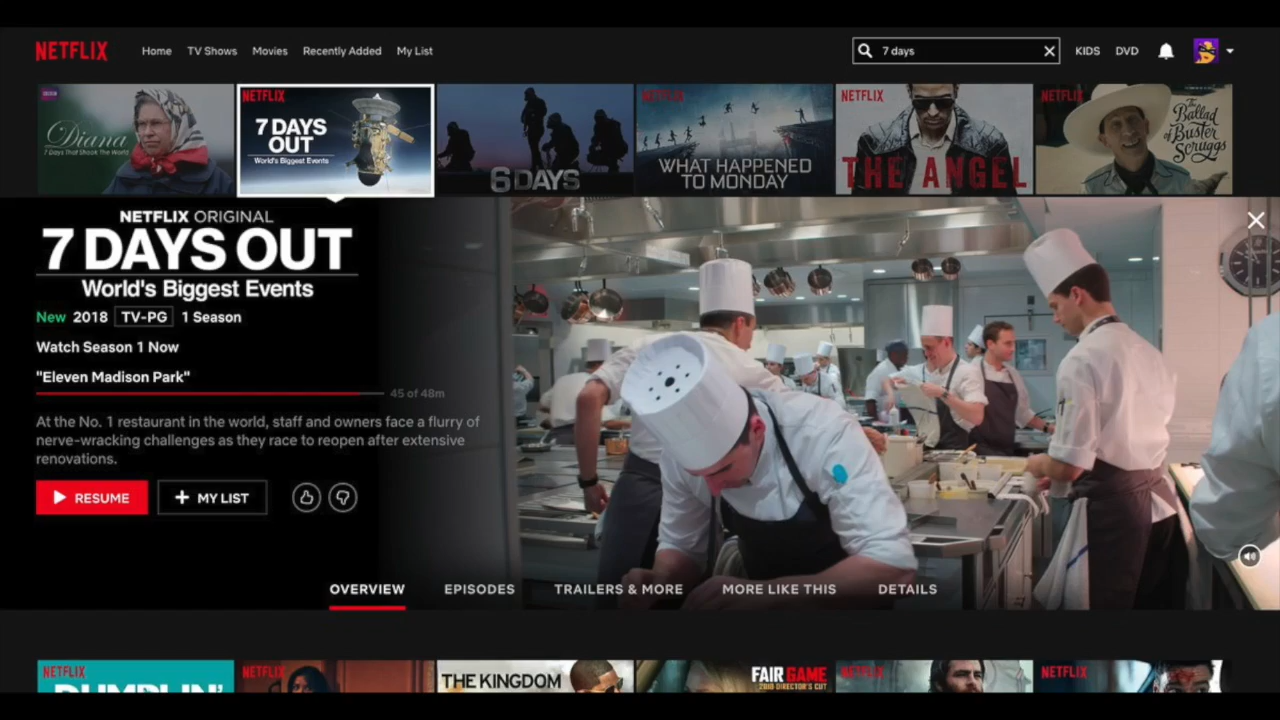 NETFLIX
Home TV Shows Movies Recently Added My List
7 days
KIDS DVD
Diana
7 Days That Shook The World
NETFLIX
7 DAYS
OUT
World's Biggest Events
6 DAYS
NETFLIX
WHAT HAPPENED
TO MONDAY
NETFLIX
THE ANGEL
NETFLIX
The
Ballad
of Buster
Scruggs
NETFLIX ORIGINAL
7 DAYS OUT
World's Biggest Events
New 2018 TV-PG 1 Season
Watch Season 1 Now
"Eleven Madison Park"
45 of 48m
At the No. 1 restaurant in the world, staff and owners face a flurry of
nerve-wracking challenges as they race to reopen after extensive
renovations.
RESUME + MY LIST
OVERVIEW EPISODES TRAILERS & MORE MORE LIKE THIS DETAILS
NETFLIX
DUMPLIN'
NETFLIX
THE KINGDOM
FAIR GAME
2018 DIRECTOR'S CUT
NETFLIX
NETFLIX